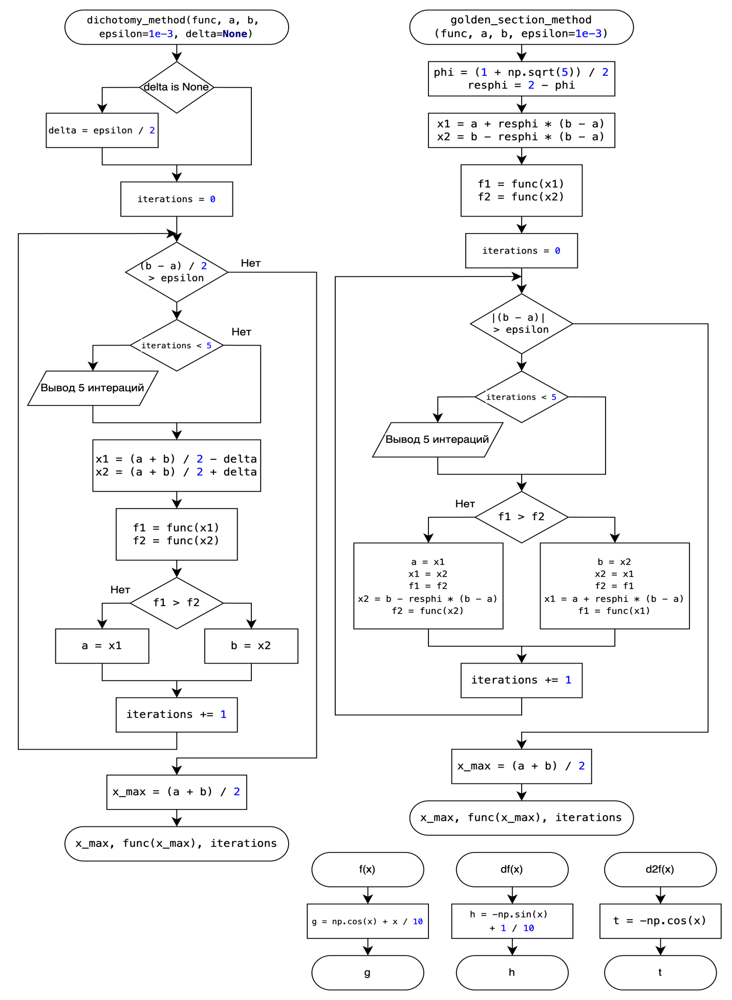 dichotomy_method(func, a, b,
epsilon=1e-3, delta=None)
delta is None
delta = epsilon / 2
iterations = 0
(b - a) / 2
> epsilon
Нет
iterations < 5
Нет
Вывод 5 интераций
x1 = (a + b) / 2 - delta
x2 = (a + b) / 2 + delta
f1 = func(x1)
f2 = func(x2)
Нет
f1 > f2
a = x1
b = x2
iterations += 1
x_max = (a + b) / 2
x_max, func(x_max), iterations
golden_section_method
(func, a, b, epsilon=1e-3)
phi = (1 + np.sqrt(5)) / 2
resphi = 2 - phi
x1 = a + resphi * (b - a)
x2 = b - resphi * (b - a)
f1 = func(x1)
f2 = func(x2)
iterations = 0
|(b - a)|
> epsilon
iterations < 5
Вывод 5 интераций
Нет
f1 > f2
a = x1
x1 = x2
f1 = f2
x2 = b - resphi * (b - a)
f2 = func(x2)
b = x2
x2 = x1
f2 = f1
x1 = a + resphi * (b - a)
f1 = func(x1)
iterations += 1
x_max = (a + b) / 2
x_max, func(x_max), iterations
f(x)
g = np.cos(x) + x / 10
g
df(x)
h = -np.sin(x)
+ 1 / 10
h
d2f(x)
t = -np.cos(x)
t